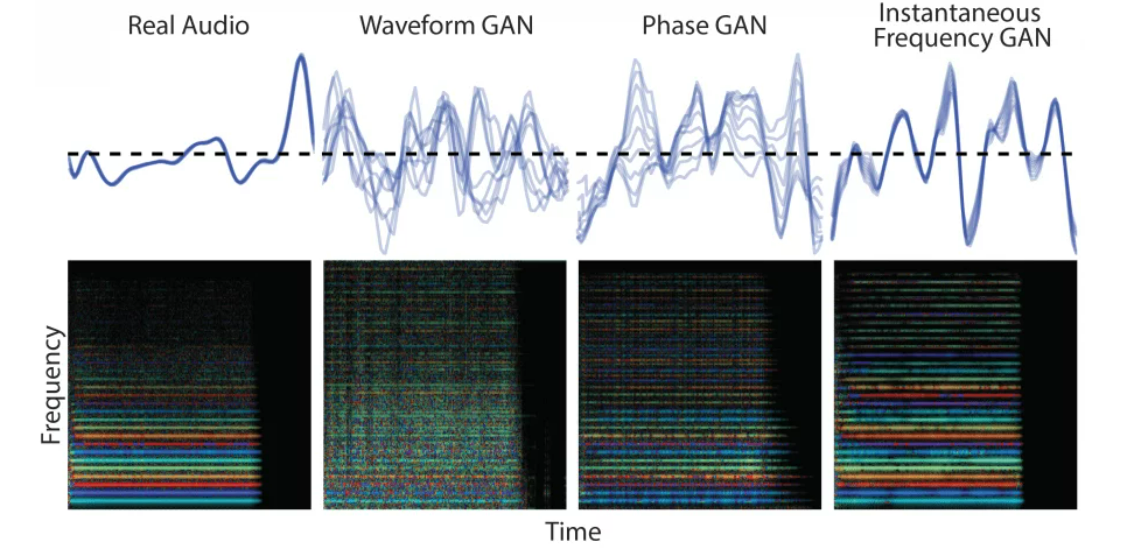 Real Audio
Waveform GAN
Phase GAN
Instantaneous
Frequency GAN
Frequency
Time